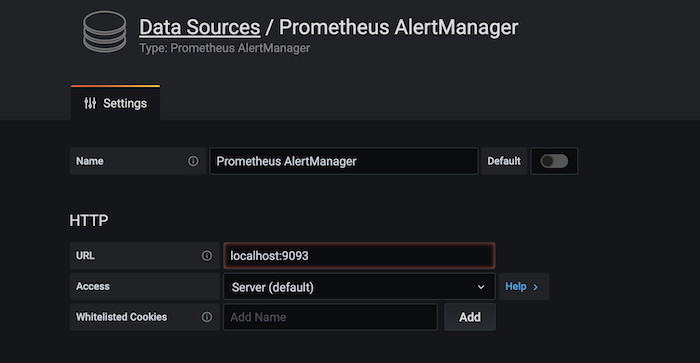 Data Sources / Prometheus AlertManager
Type: Prometheus AlertManager
Settings
Name Prometheus AlertManager Default
HTTP
URL localhost:9093
Access Server (default) Help >
Whitelisted Cookies Add Name Add